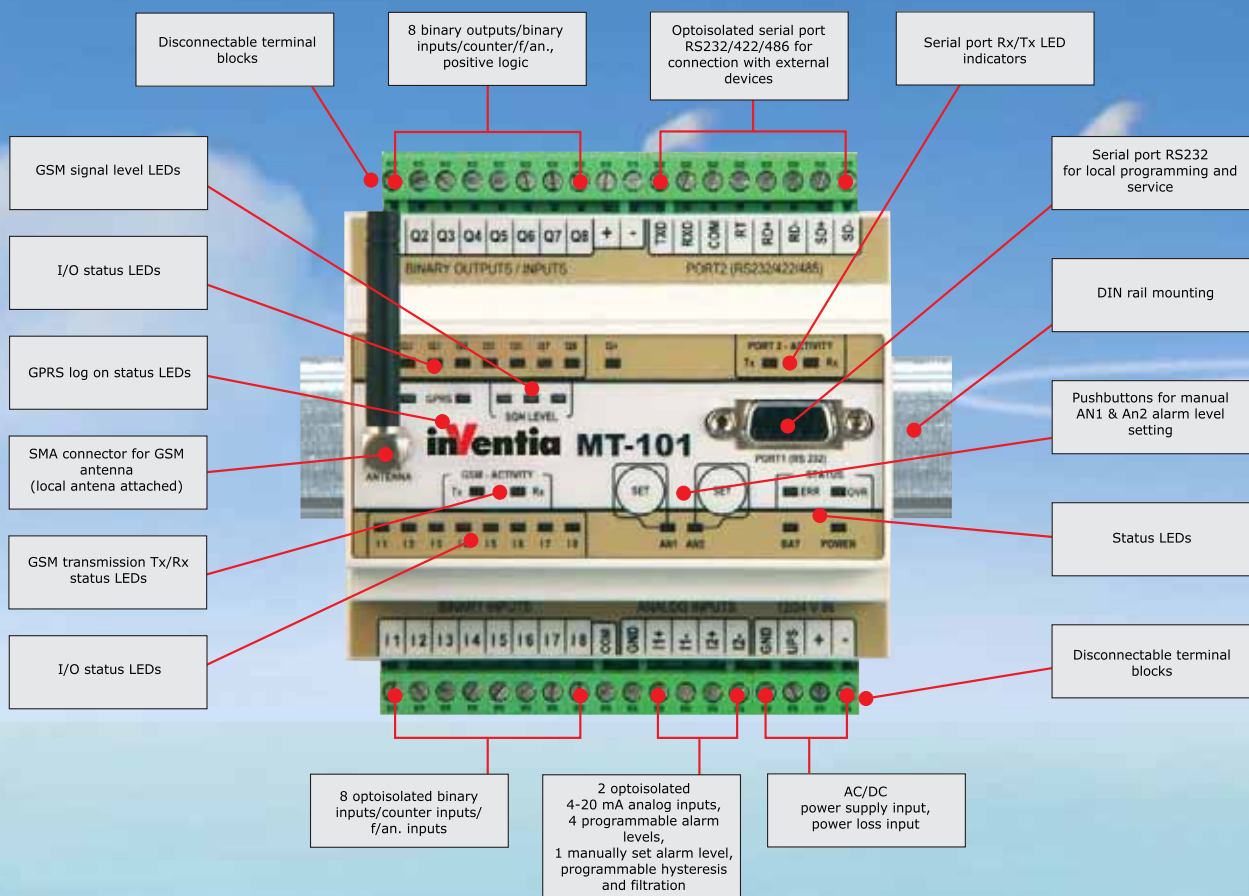 Disconnectable terminal
blocks
8 binary outputs/binary
inputs/counter/f/an.,
positive logic
Optoisolated serial port
RS232/422/486 for
connection with external
devices
Serial port Rx/Tx LED
indicators
GSM signal level LEDs
I/O status LEDs
GPRS log on status LEDs
SMA connector for GSM
antenna
(local antena attached)
GSM transmission Tx/Rx
status LEDs
I/O status LEDs
Serial port RS232
for local programming and
service
DIN rail mounting
Pushbuttons for manual
AN1 & An2 alarm level
setting
Status LEDs
Disconnectable terminal
blocks
Q2 Q3 Q4 Q5 Q6 Q7 Q8 + - TXD RXD COM RT RD+ RD- SD+ SD-
BINARY OUTPUTS / INPUTS
PORT2 (RS232/422/485)
PORT 2 - ACTIVITY
Tx Rx
GPRS
LEVEL
inVentia MT-101
ANTENNA
PORT1 (RS 232)
GSM - ACTIVITY
Tx Rx
SET SET
STATUS
ERR OVR
I1 I5 I6 I7 I8
AN1 AN2
BAT POWER
BINARY INPUTS
ANALOG INPUTS
12/24 V IN
I1 I2 I3 I4 I5 I6 I7 I8 COM GND I1+ I1- I2+ I2- GND UPS + -
8 optoisolated binary
inputs/counter inputs/
f/an. inputs
2 optoisolated
4-20 mA analog inputs,
4 programmable alarm
levels,
1 manually set alarm level,
programmable hysteresis
and filtration
AC/DC
power supply input,
power loss input